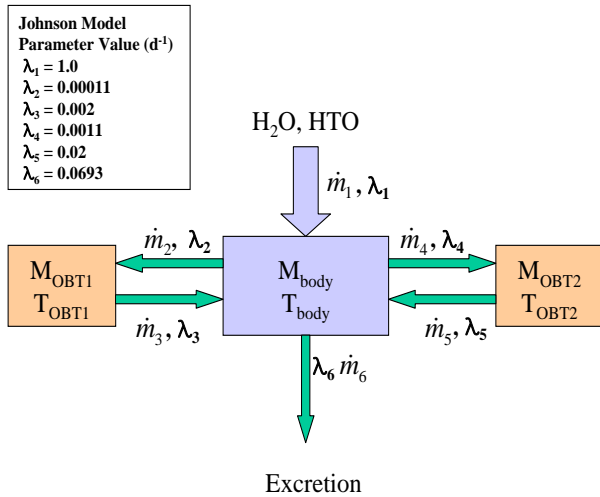 Johnson Model
Parameter Value (d⁻¹)
λ₁ = 1.0
λ₂ = 0.00011
λ₃ = 0.002
λ₄ = 0.0011
λ₅ = 0.02
λ₆ = 0.0693
H₂O, HTO
ṁ₁, λ₁
ṁ₂, λ₂
ṁ₄, λ₄
M_OBT1
T_OBT1
M_body
T_body
M_OBT2
T_OBT2
ṁ₃, λ₃
ṁ₅, λ₅
λ₆ ṁ₆
Excretion